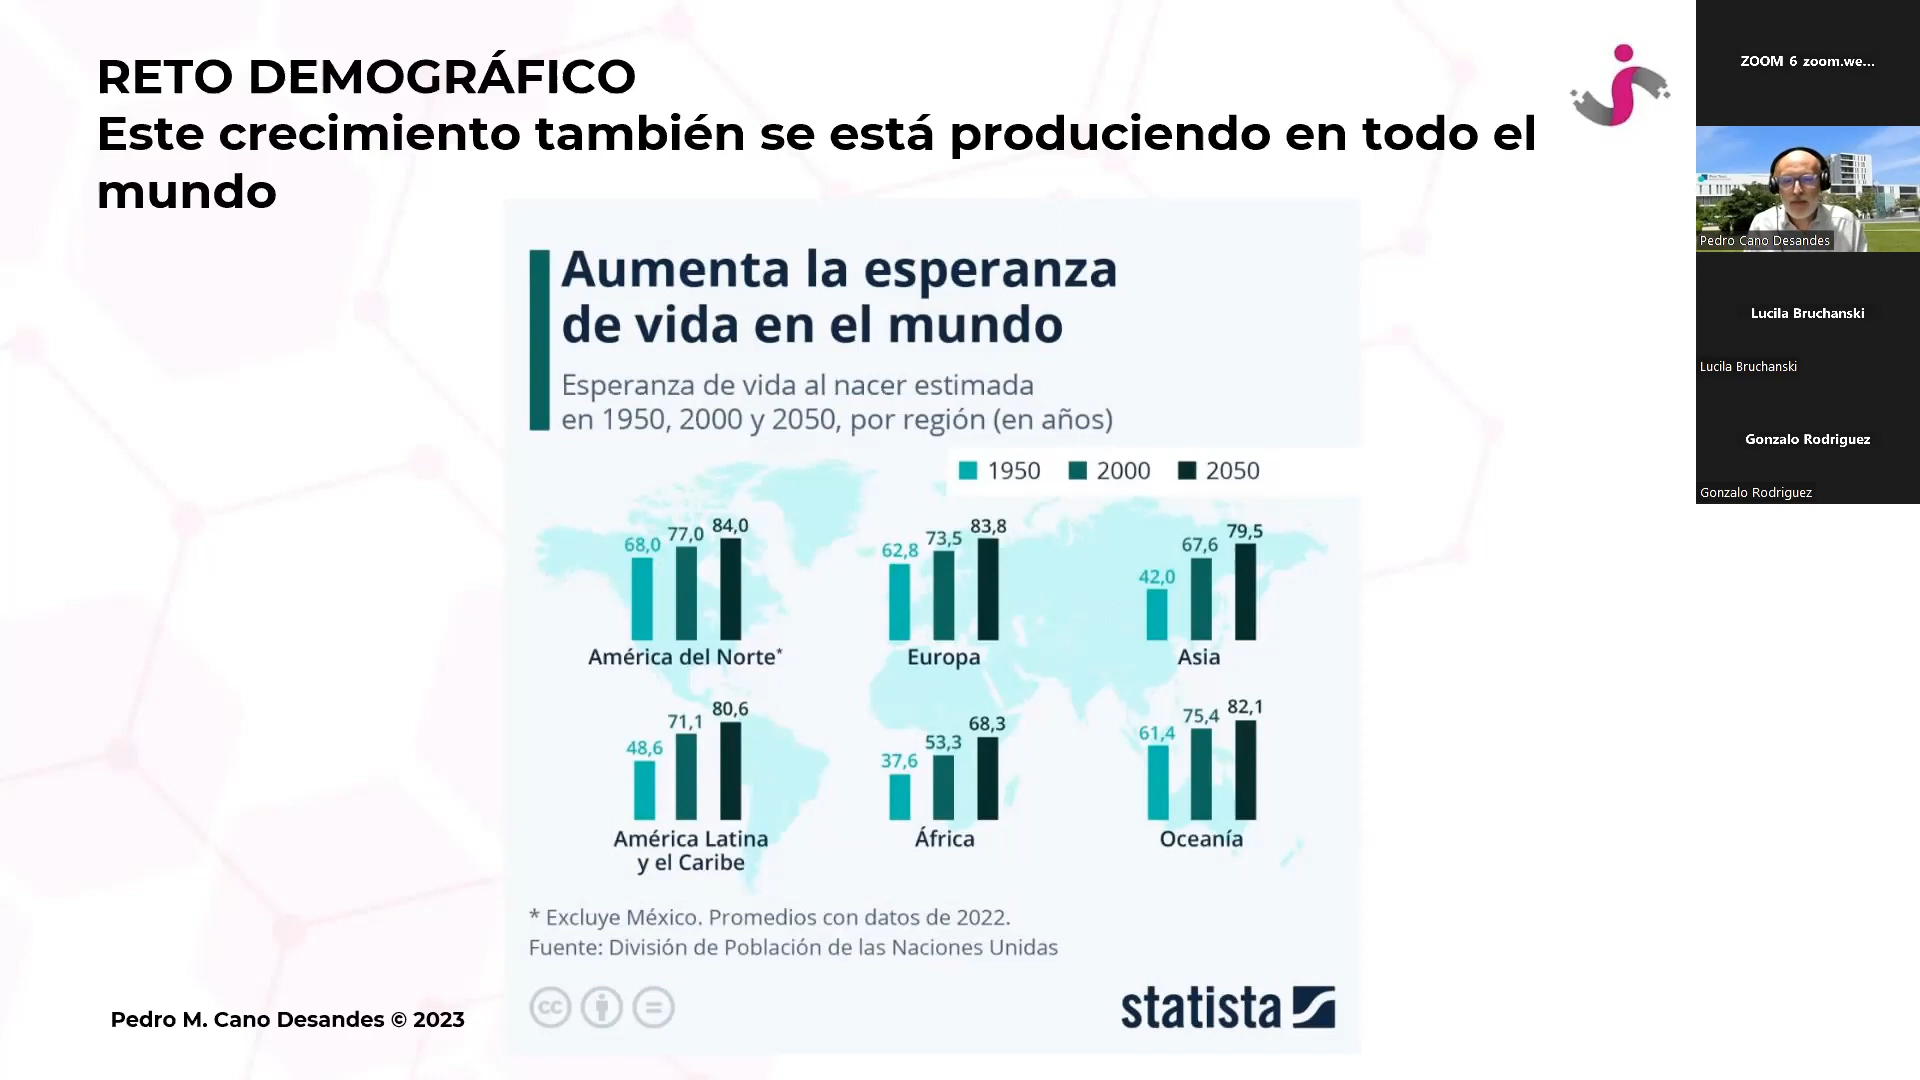 RETO DEMOGRÁFICO
Este crecimiento también se está produciendo en todo el
mundo
Aumenta la esperanza
de vida en el mundo
Esperanza de vida al nacer estimada
en 1950, 2000 y 2050, por región (en años)
1950 2000 2050
68,0 77,0 84,0
América del Norte*
62,8 73,5 83,8
Europa
42,0 67,6 79,5
Asia
48,6 71,1 80,6
América Latina
y el Caribe
37,6 53,3 68,3
África
61,4 75,4 82,1
Oceanía
* Excluye México. Promedios con datos de 2022.
Fuente: División de Población de las Naciones Unidas
cc
statista
Pedro M. Cano Desandes © 2023
ZOOM 6 zoom.we...
Pedro Cano Desandes
Lucila Bruchanski
Lucila Bruchanski
Gonzalo Rodriguez
Gonzalo Rodriguez